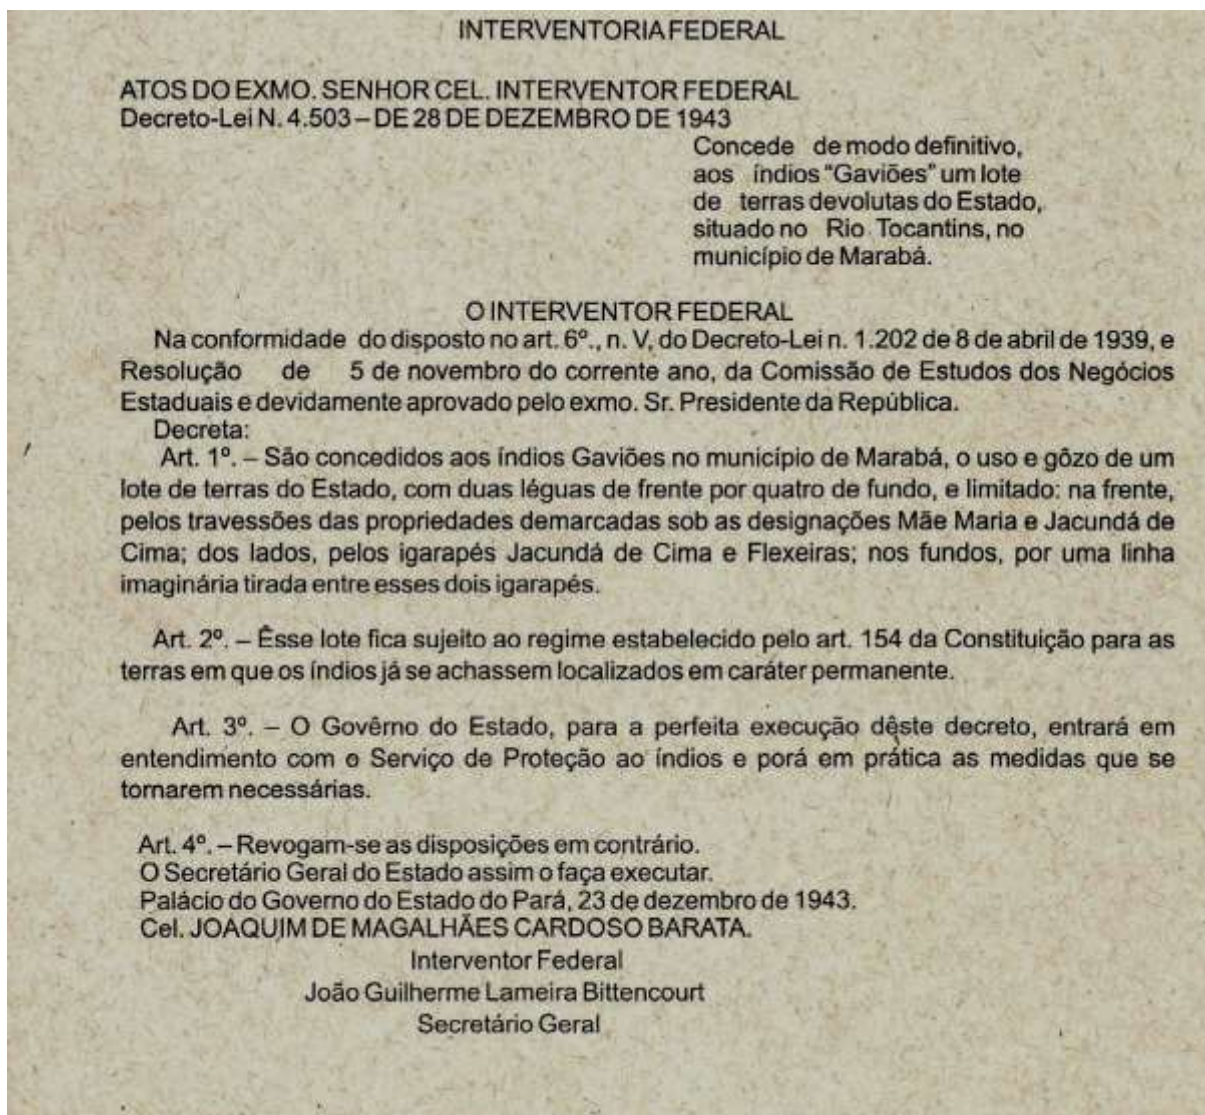 INTERVENTORIA FEDERAL
ATOS DO EXMO. SENHOR CEL. INTERVENTOR FEDERAL
Decreto-Lei N. 4.503 – DE 28 DE DEZEMBRO DE 1943
Concede de modo definitivo,
aos índios “Gaviões” um lote
de terras devolutas do Estado,
situado no Rio Tocantins, no
município de Marabá.
O INTERVENTOR FEDERAL
Na conformidade do disposto no art. 6º., n. V, do Decreto-Lei n. 1.202 de 8 de abril de 1939, e
Resolução de 5 de novembro do corrente ano, da Comissão de Estudos dos Negócios
Estaduais e devidamente aprovado pelo exmo. Sr. Presidente da República.
Decreta:
Art. 1º. – São concedidos aos índios Gaviões no município de Marabá, o uso e gôzo de um
lote de terras do Estado, com duas léguas de frente por quatro de fundo, e limitado: na frente,
pelos travessões das propriedades demarcadas sob as designações Mãe Maria e Jacundá de
Cima; dos lados, pelos igarapés Jacundá de Cima e Flexeiras; nos fundos, por uma linha
imaginária tirada entre esses dois igarapés.
Art. 2º. – Êsse lote fica sujeito ao regime estabelecido pelo art. 154 da Constituição para as
terras em que os índios já se achassem localizados em caráter permanente.
Art. 3º. – O Govêrno do Estado, para a perfeita execução dêste decreto, entrará em
entendimento com o Serviço de Proteção ao índios e porá em prática as medidas que se
tornarem necessárias.
Art. 4º. – Revogam-se as disposições em contrário.
O Secretário Geral do Estado assim o faça executar.
Palácio do Governo do Estado do Pará, 23 de dezembro de 1943.
Cel. JOAQUIM DE MAGALHÃES CARDOSO BARATA.
Interventor Federal
João Guilherme Lameira Bittencourt
Secretário Geral